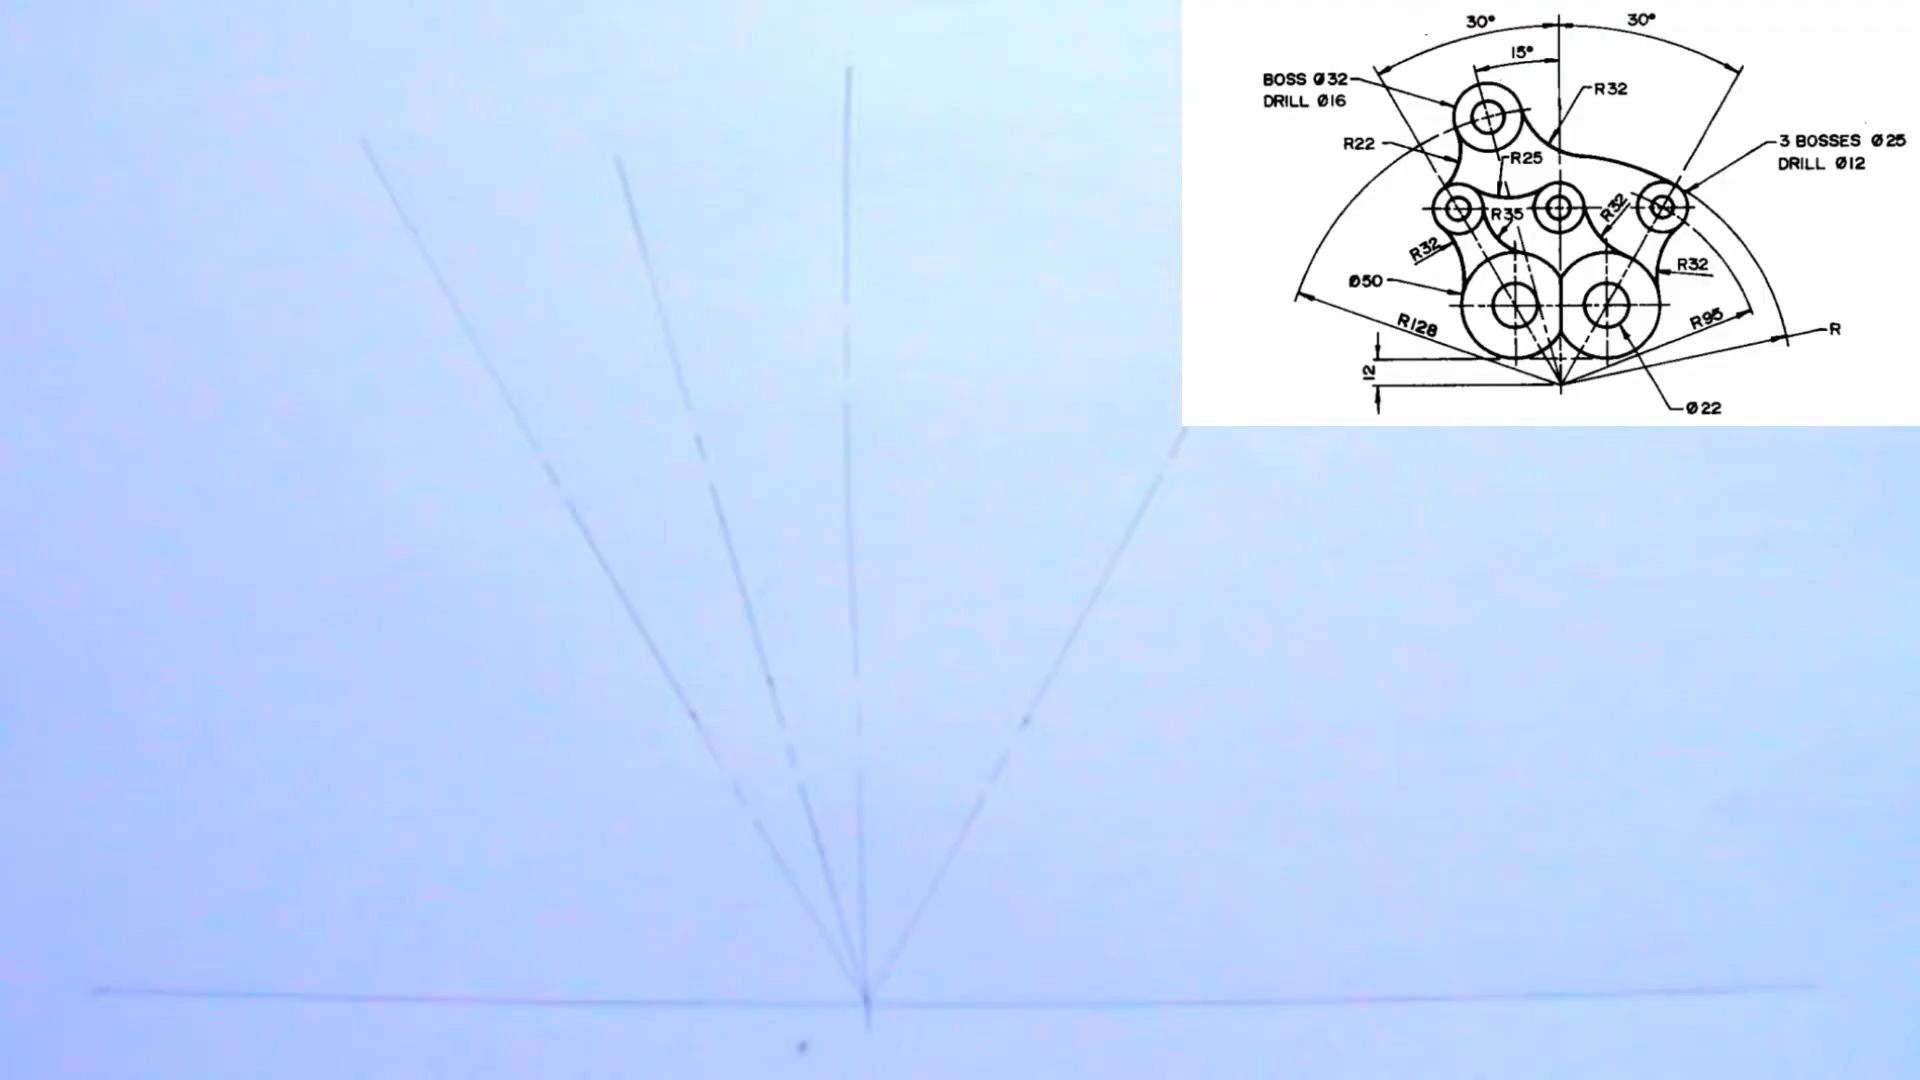 30° 30°
15°
BOSS Ø32
DRILL Ø16
R32
R22
R25
3 BOSSES Ø25
DRILL Ø12
R35
R32
R32
R32
Ø50
R128
R95
R
12
Ø22